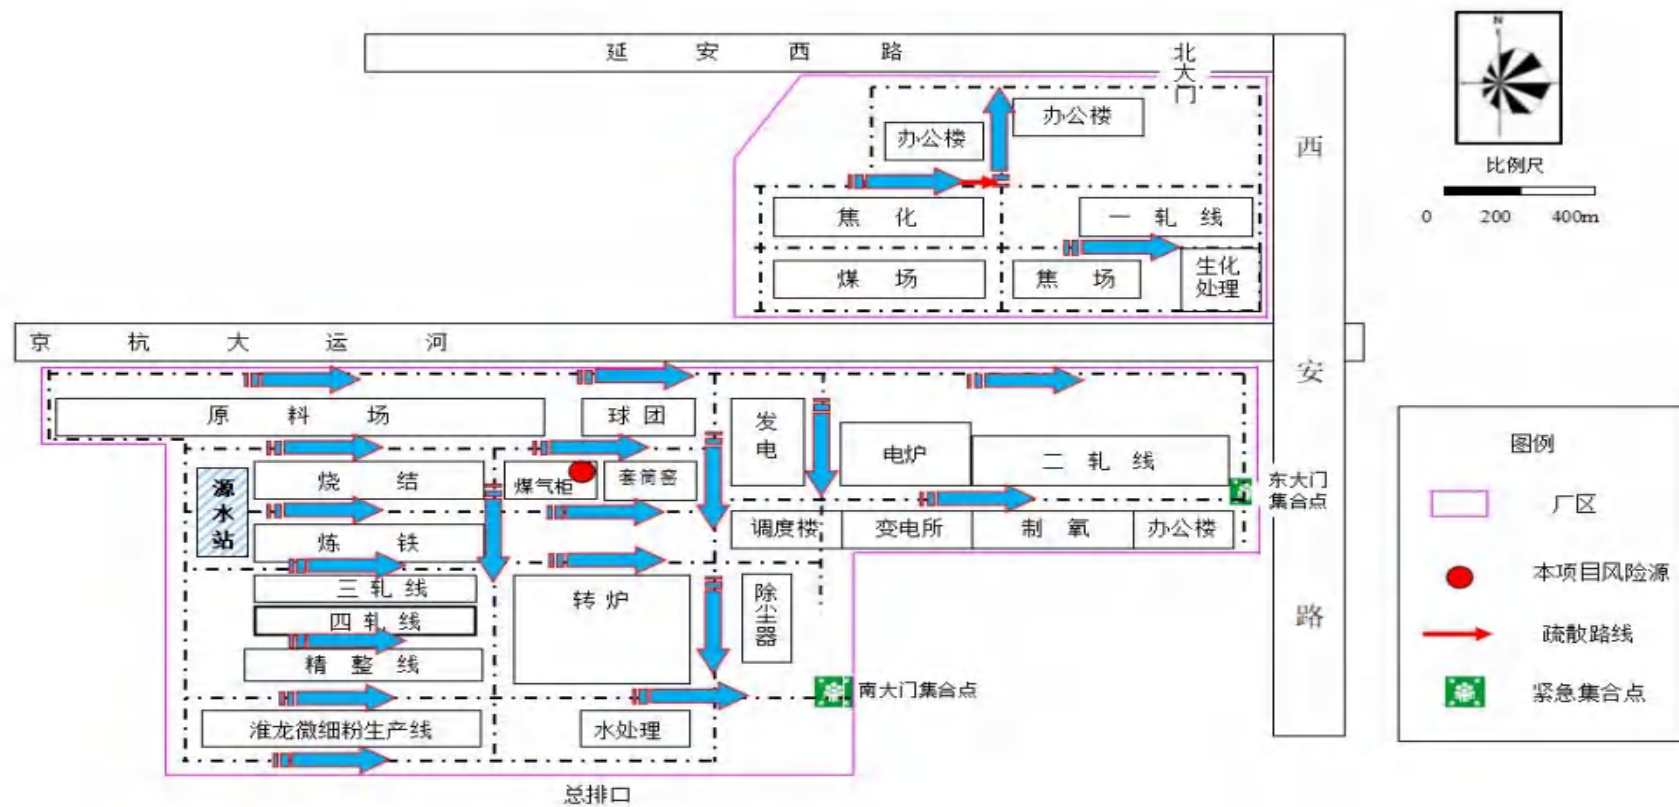 延安西路
北大门
N
比例尺
0 200 400m
办公楼
办公楼
西安路
焦化
一轧线
煤场
焦场
生化
处理
京杭大运河
原料场
球团
发电
电炉
二轧线
东大门
集合点
源水站
烧结
煤气柜
套筒窑
炼铁
调度楼
变电所
制氧
办公楼
三轧线
四轧线
精整线
转炉
除尘器
南大门集合点
淮龙微细粉生产线
水处理
总排口
图例
厂区
本项目风险源
疏散路线
紧急集合点